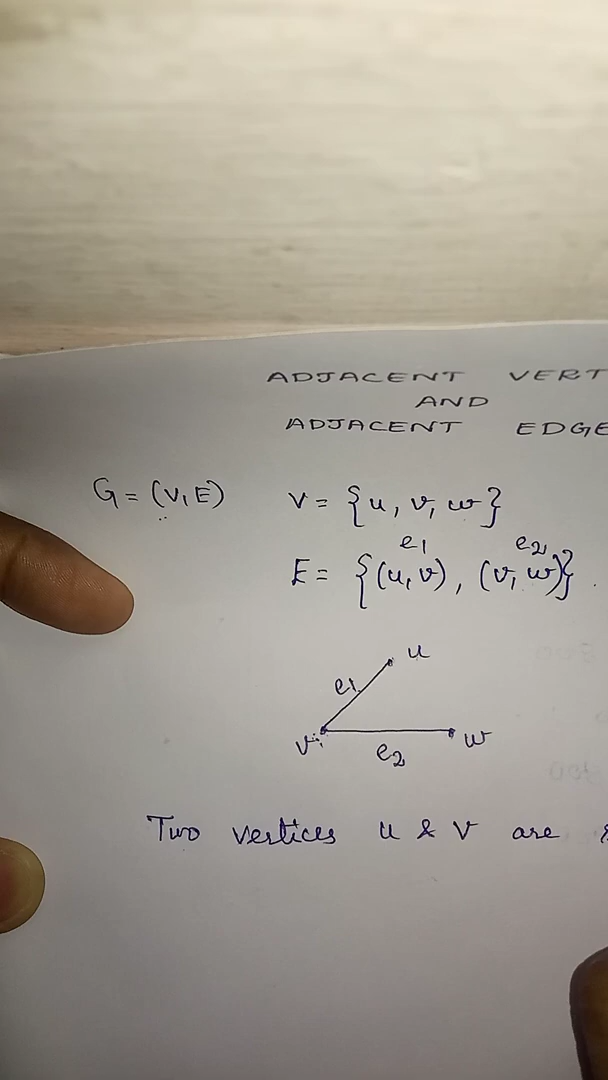 ADJACENT VERT
AND
ADJACENT EDGE
G = (V, E) V = {u, v, w}
e1 e2
E = {(u, v), (v, w)}.
u
e1
v w
e2
Two vertices u & v are